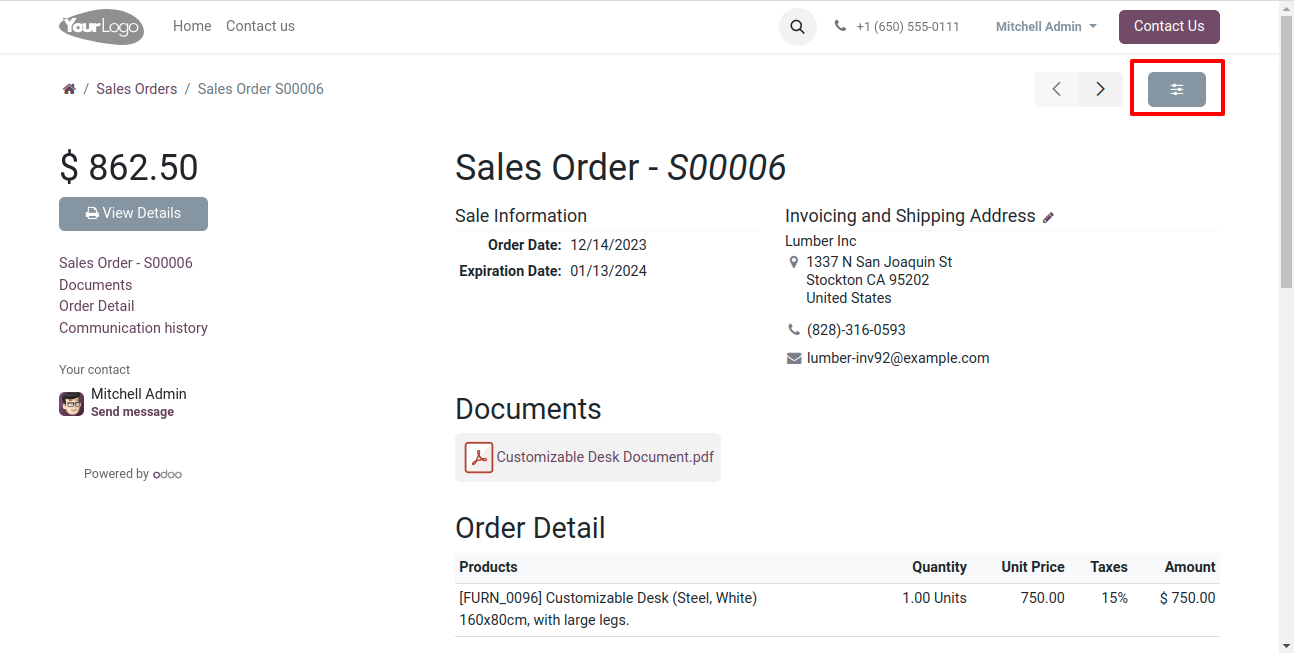 YourLogo
Home
Contact us
+1 (650) 555-0111
Mitchell Admin
Contact Us
/ Sales Orders / Sales Order S00006
$ 862.50
View Details
Sales Order - S00006
Documents
Order Detail
Communication history
Your contact
Mitchell Admin
Send message
Powered by odoo
Sales Order - S00006
Sale Information
Order Date: 12/14/2023
Expiration Date: 01/13/2024
Invoicing and Shipping Address
Lumber Inc
1337 N San Joaquin St
Stockton CA 95202
United States
(828)-316-0593
lumber-inv92@example.com
Documents
Customizable Desk Document.pdf
Order Detail
Products Quantity Unit Price Taxes Amount
[FURN_0096] Customizable Desk (Steel, White) 1.00 Units 750.00 15% $ 750.00
160x80cm, with large legs.